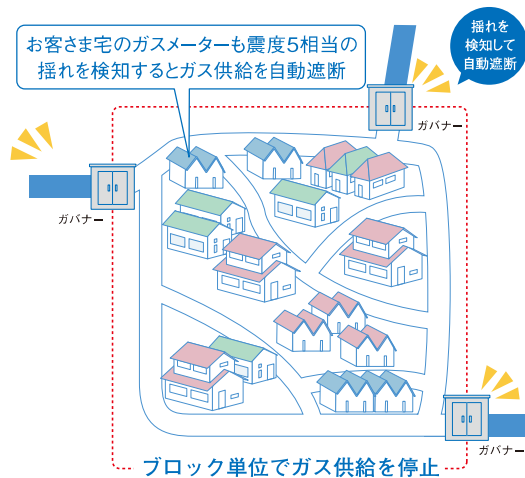 お客さま宅のガスメーターも震度5相当の
揺れを検知するとガス供給を自動遮断
揺れを
検知して
自動遮断
ガバナー
ガバナー
ガバナー
ブロック単位でガス供給を停止